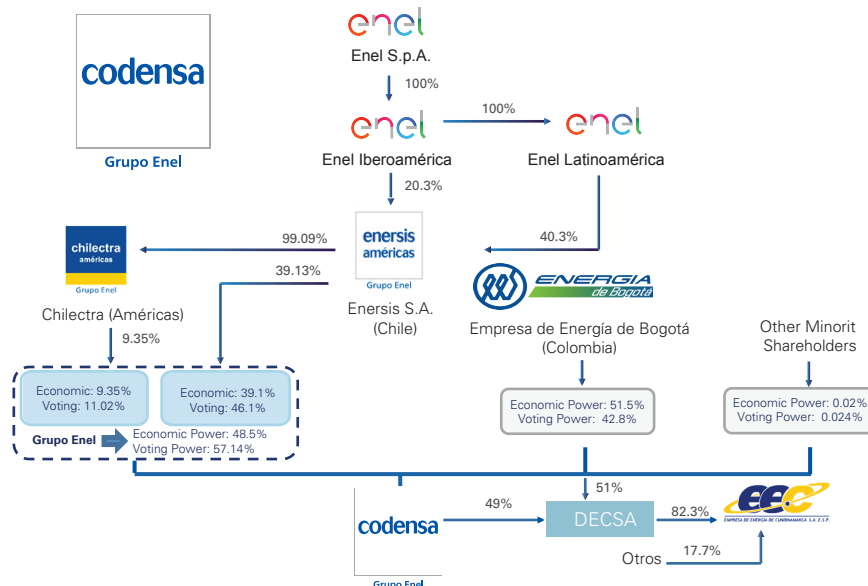 codensa
Grupo Enel
enel
Enel S.p.A.
100%
enel
Enel Iberoamérica
100%
enel
Enel Latinoamérica
20.3%
40.3%
99.09%
39.13%
chilectra
américas
Grupo Enel
Chilectra (Américas)
9.35%
enersis
américas
Grupo Enel
Enersis S.A.
(Chile)
ENERGIA
de Bogotá
Empresa de Energía de Bogotá
(Colombia)
Other Minorit
Shareholders
Economic: 9.35%
Voting: 11.02%
Economic: 39.1%
Voting: 46.1%
Grupo Enel
Economic Power: 48.5%
Voting Power: 57.14%
Economic Power: 51.5%
Voting Power: 42.8%
Economic Power: 0.02%
Voting Power: 0.024%
codensa
Grupo Enel
49%
51%
DECSA
82.3%
eec
EMPRESA DE ENERGÍA DE CUNDINAMARCA S.A. E.S.P.
Otros
17.7%